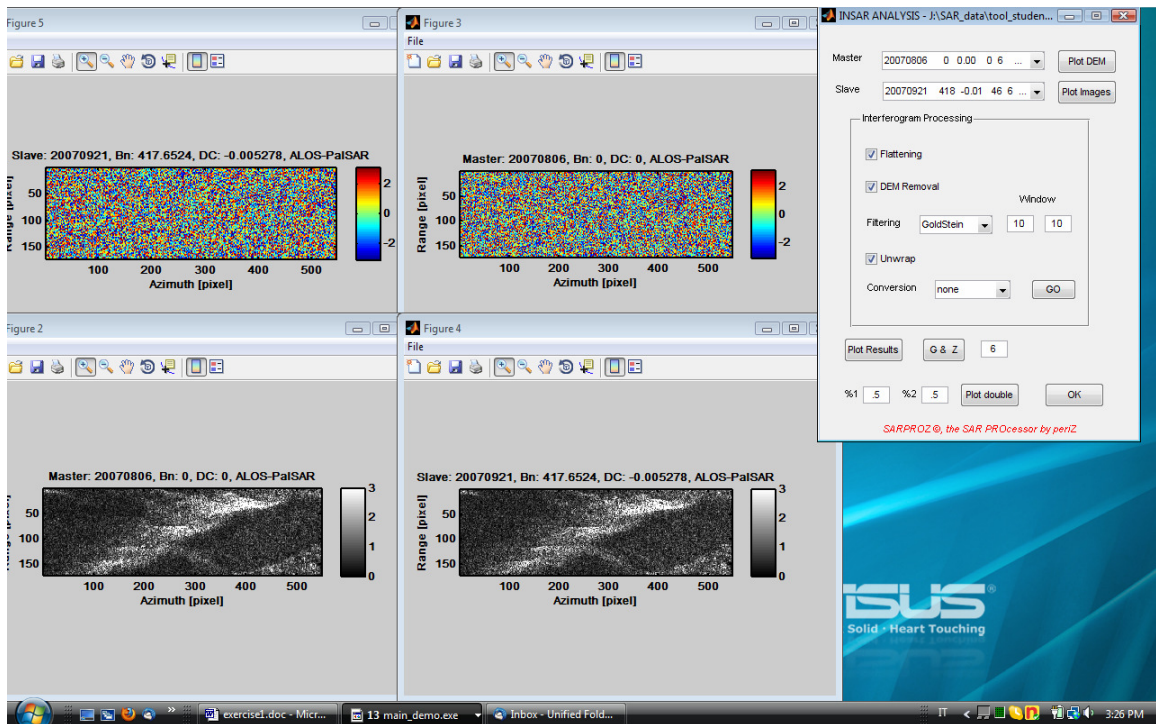 Figure 5
Slave: 20070921, Bn: 417.6524, DC: -0.005278, ALOS-PalSAR
50
100
150
Range [pixel]
100 200 300 400 500
Azimuth [pixel]
2
0
-2
Figure 3
File
Master: 20070806, Bn: 0, DC: 0, ALOS-PalSAR
50
100
150
Range [pixel]
100 200 300 400 500
Azimuth [pixel]
2
0
-2
Figure 2
Master: 20070806, Bn: 0, DC: 0, ALOS-PalSAR
50
100
150
100 200 300 400 500
Azimuth [pixel]
3
2
1
0
Figure 4
File
Slave: 20070921, Bn: 417.6524, DC: -0.005278, ALOS-PalSAR
50
100
150
Range [pixel]
100 200 300 400 500
Azimuth [pixel]
3
2
1
0
INSAR ANALYSIS - J:\SAR_data\tool_studen...
Master 20070806 0 0.00 0 6 ... Plot DEM
Slave 20070921 418 -0.01 46 6 ... Plot Images
Interferogram Processing
Flattening
DEM Removal
Window
Filtering GoldStein 10 10
Unwrap
Conversion none GO
Plot Results G & Z 6
%1 .5 %2 .5 Plot double OK
SARPROZ ©, the SAR PROcessor by periZ
Solid · Heart Touching
exercise1.doc - Micr... 13 main_demo.exe Inbox - Unified Fold... IT 3:26 PM